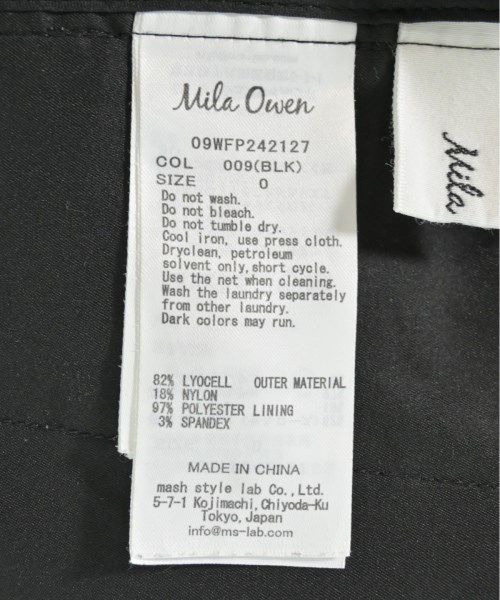 Mila Owen
09WFP242127
COL 009(BLK)
SIZE 0
Do not wash.
Do not bleach.
Do not tumble dry.
Cool iron, use press cloth.
Dryclean, petroleum
solvent only, short cycle.
Use the net when cleaning.
Wash the laundry separately
from other laundry.
Dark colors may run.
82% LYOCELL OUTER MATERIAL
18% NYLON
97% POLYESTER LINING
3% SPANDEX
MADE IN CHINA
mash style lab Co., Ltd.
5-7-1 Kojimachi, Chiyoda-Ku
Tokyo, Japan
info@ms-lab.com
Mila